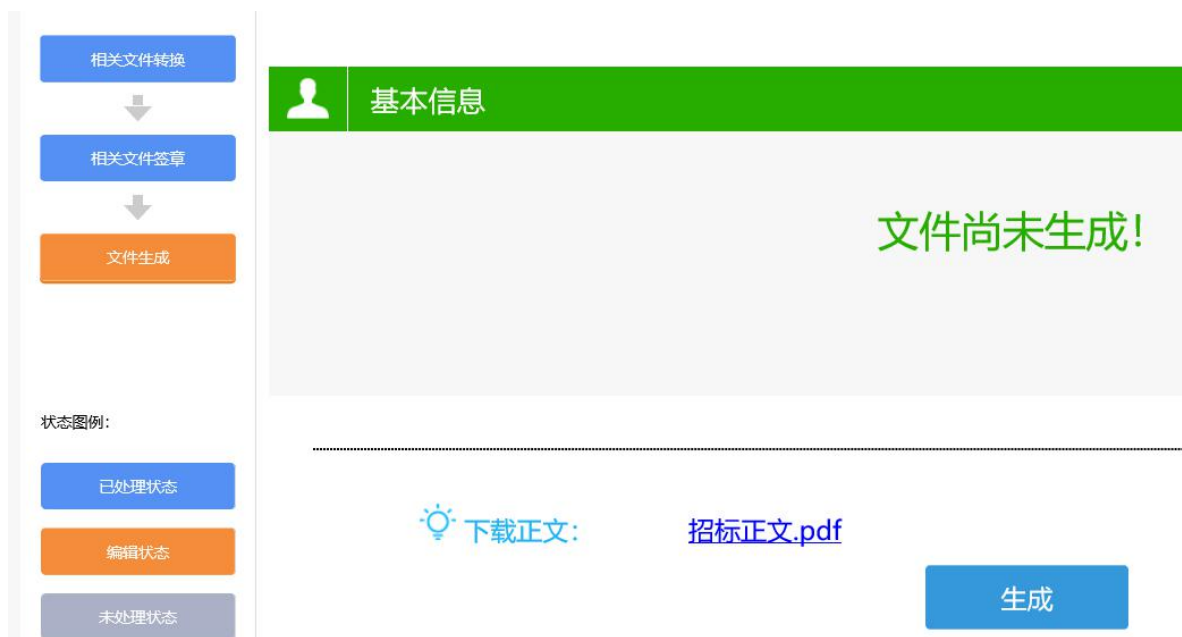 相关文件转换
相关文件签章
文件生成
状态图例：
已处理状态
编辑状态
未处理状态
基本信息
文件尚未生成！
下载正文：
招标正文.pdf
生成